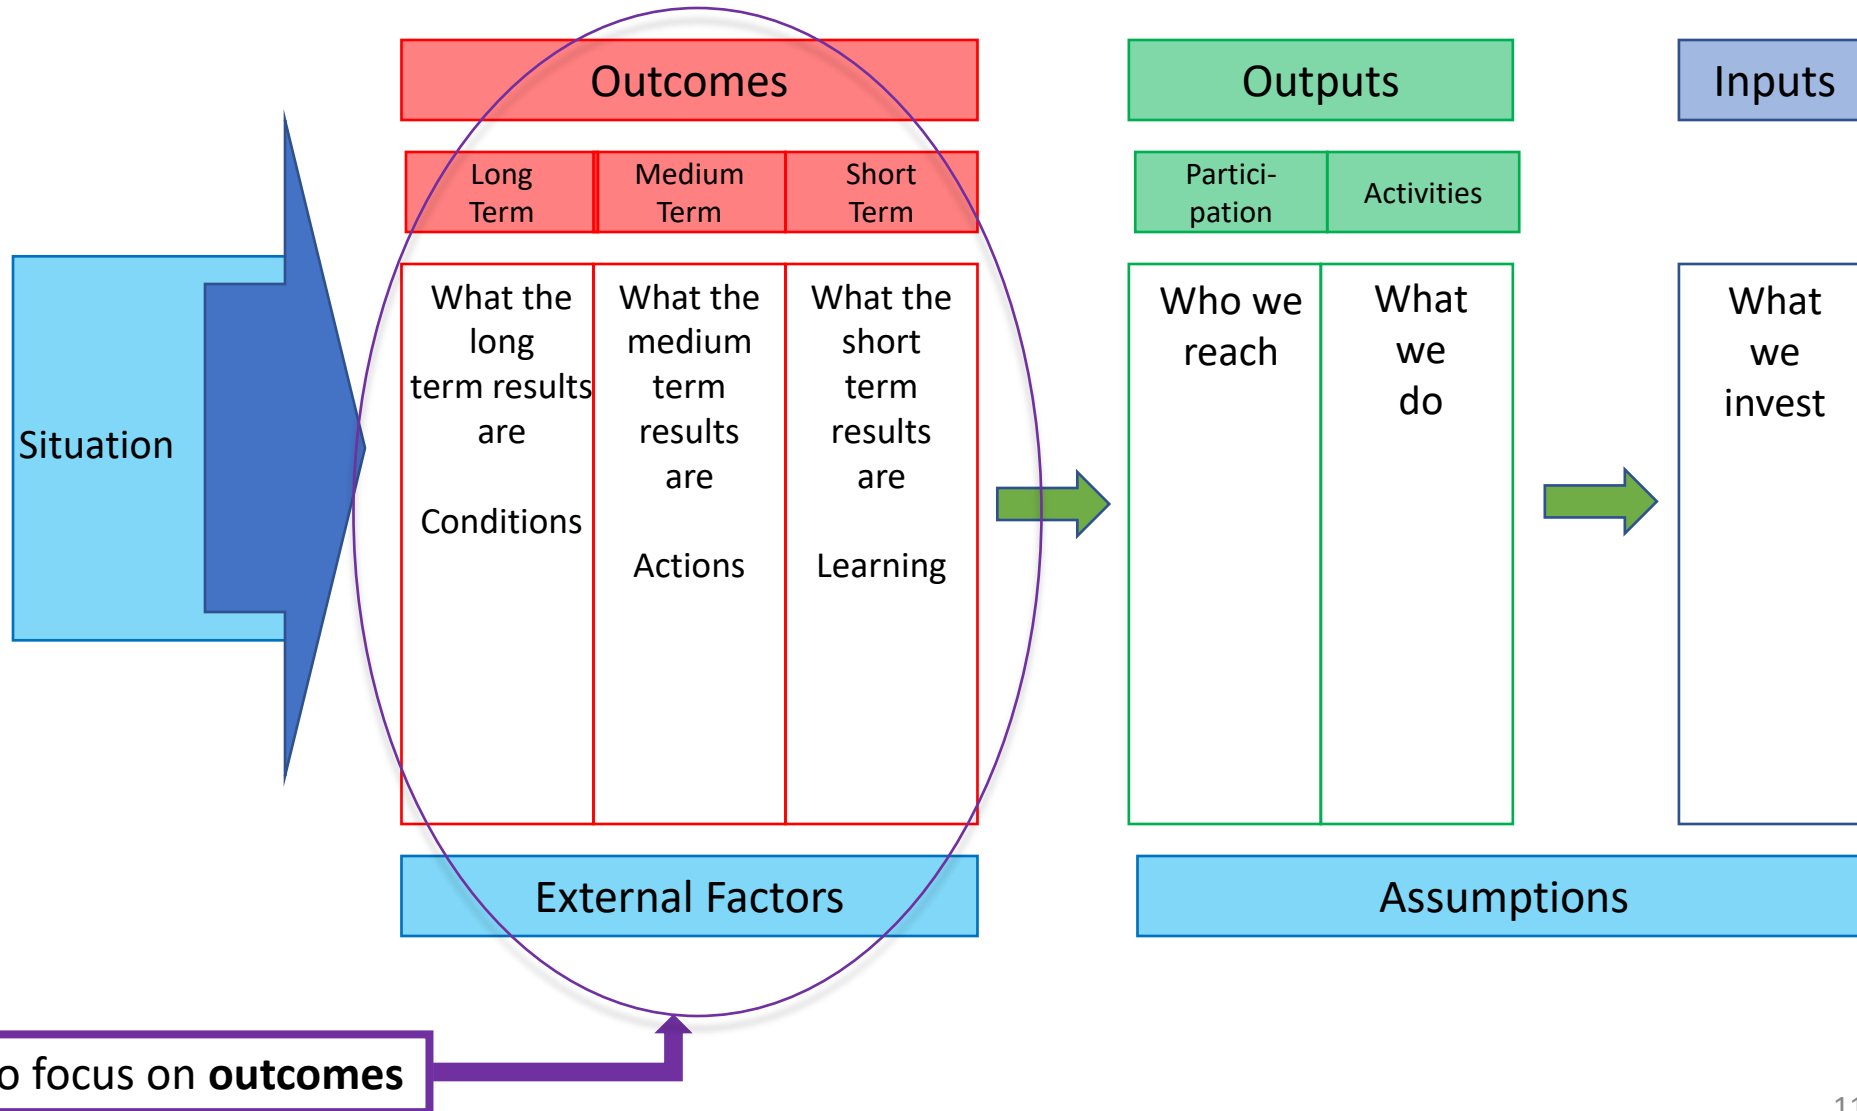 Outcomes
Outputs
Inputs
Long
Term
Medium
Term
Short
Term
Partici-
pation
Activities
Situation
What the
long
term results
are
Conditions
What the
medium
term
results
are
Actions
What the
short
term
results
are
Learning
Who we
reach
What
we
do
What
we
invest
External Factors
Assumptions
focus on outcomes